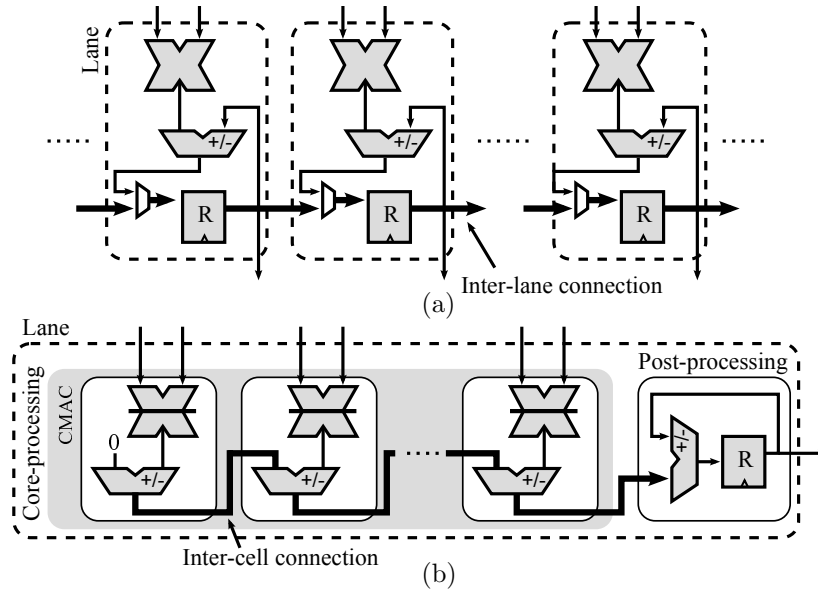 Lane
+/-
+/-
+/-
......
......
......
R
R
R
Inter-lane connection
(a)
Lane
Post-processing
Core-processing
CMAC
0
+/-
+/-
......
+/-
+/-
R
Inter-cell connection
(b)